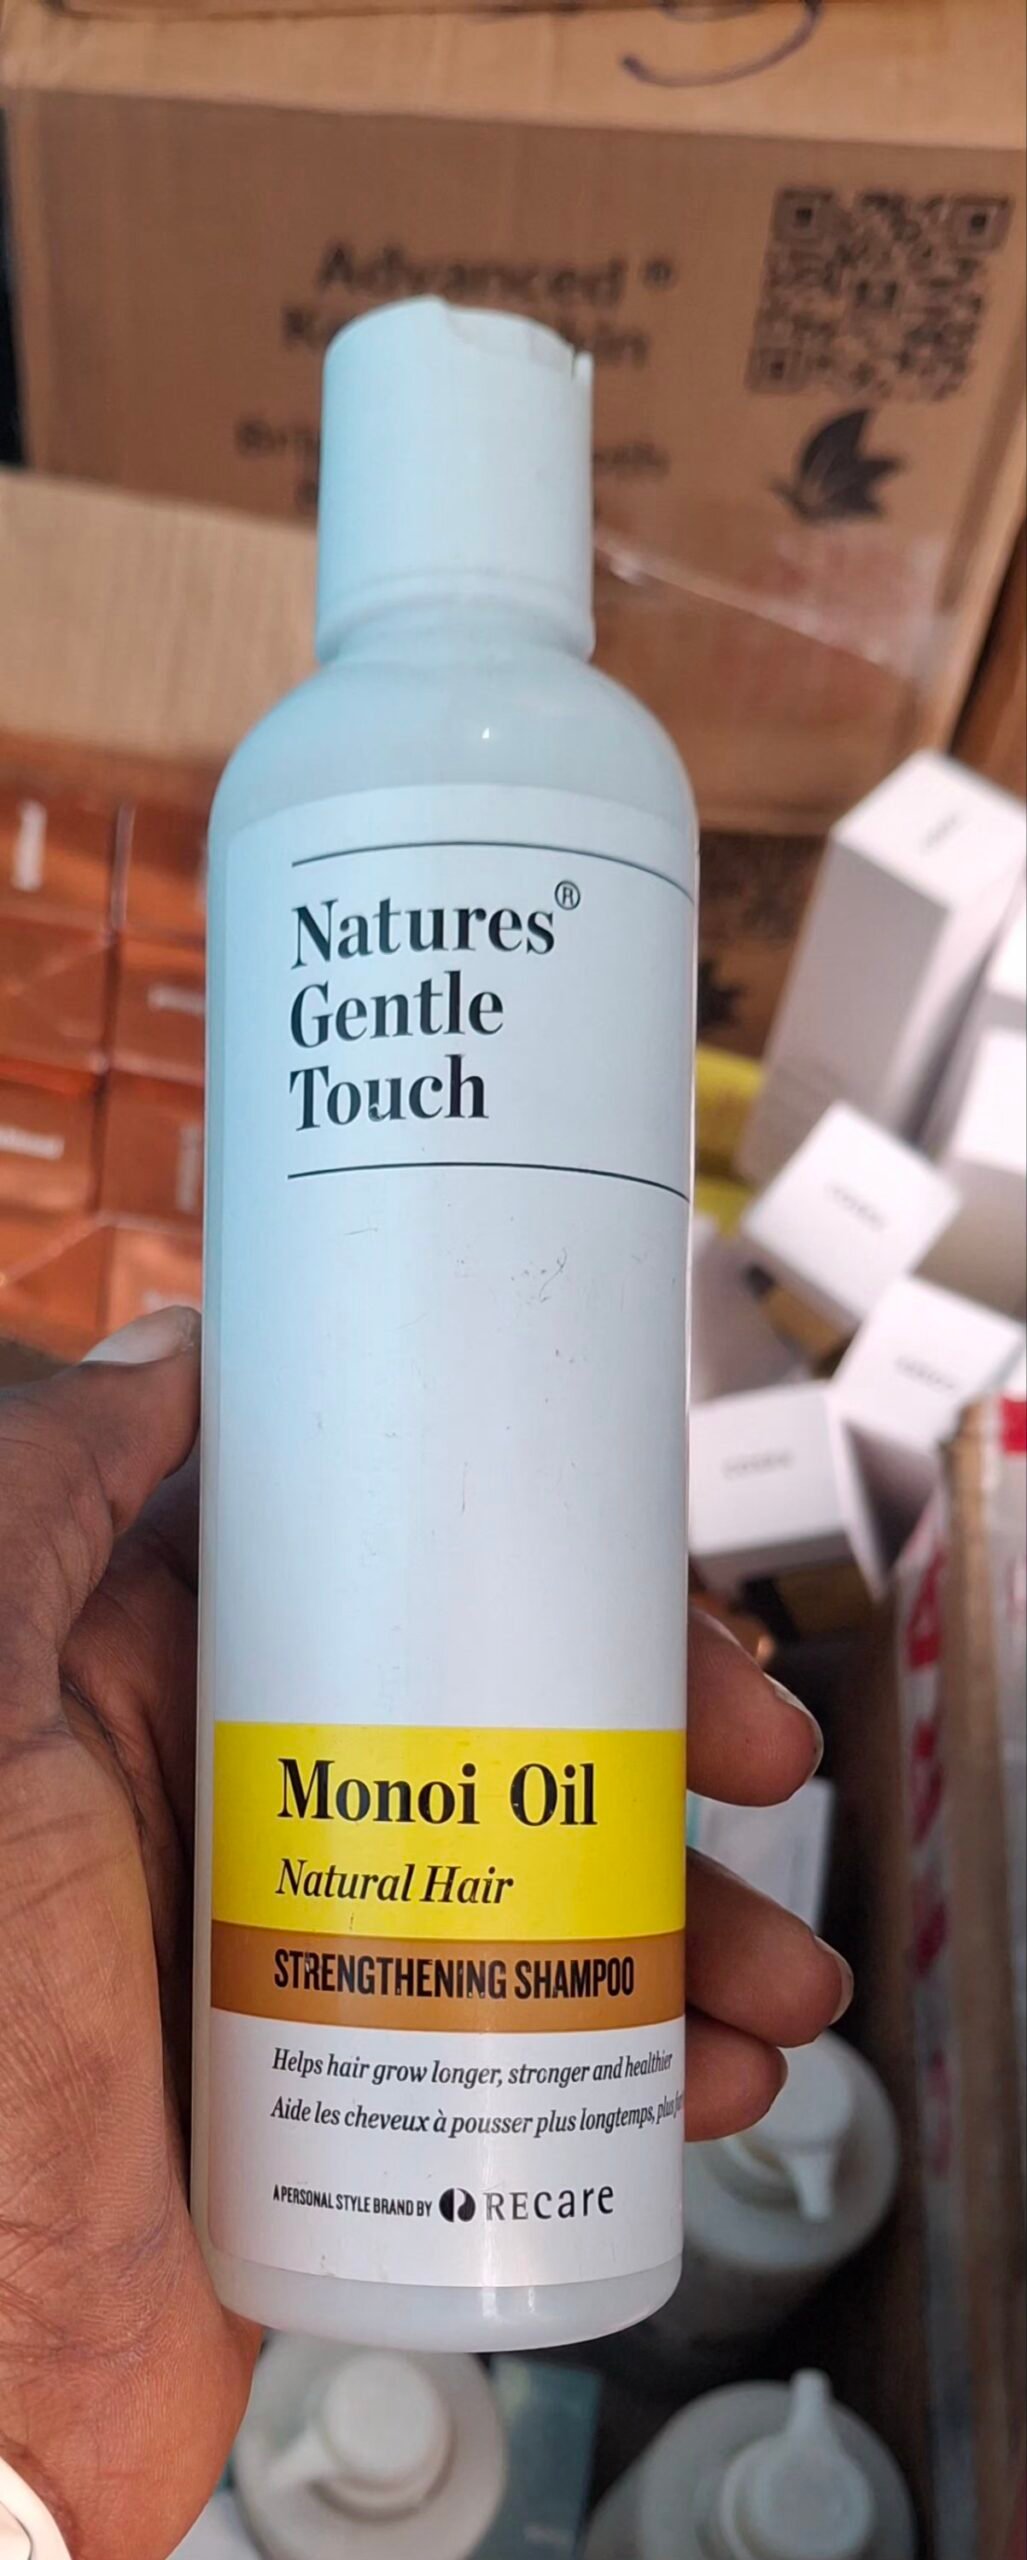 Advanced ®
Natures®
Gentle
Touch
Monoi Oil
Natural Hair
STRENGTHENING SHAMPOO
Helps hair grow longer, stronger and healthier
Aide les cheveux à pousser plus longtemps, plus
A PERSONAL STYLE BRAND BY RECare